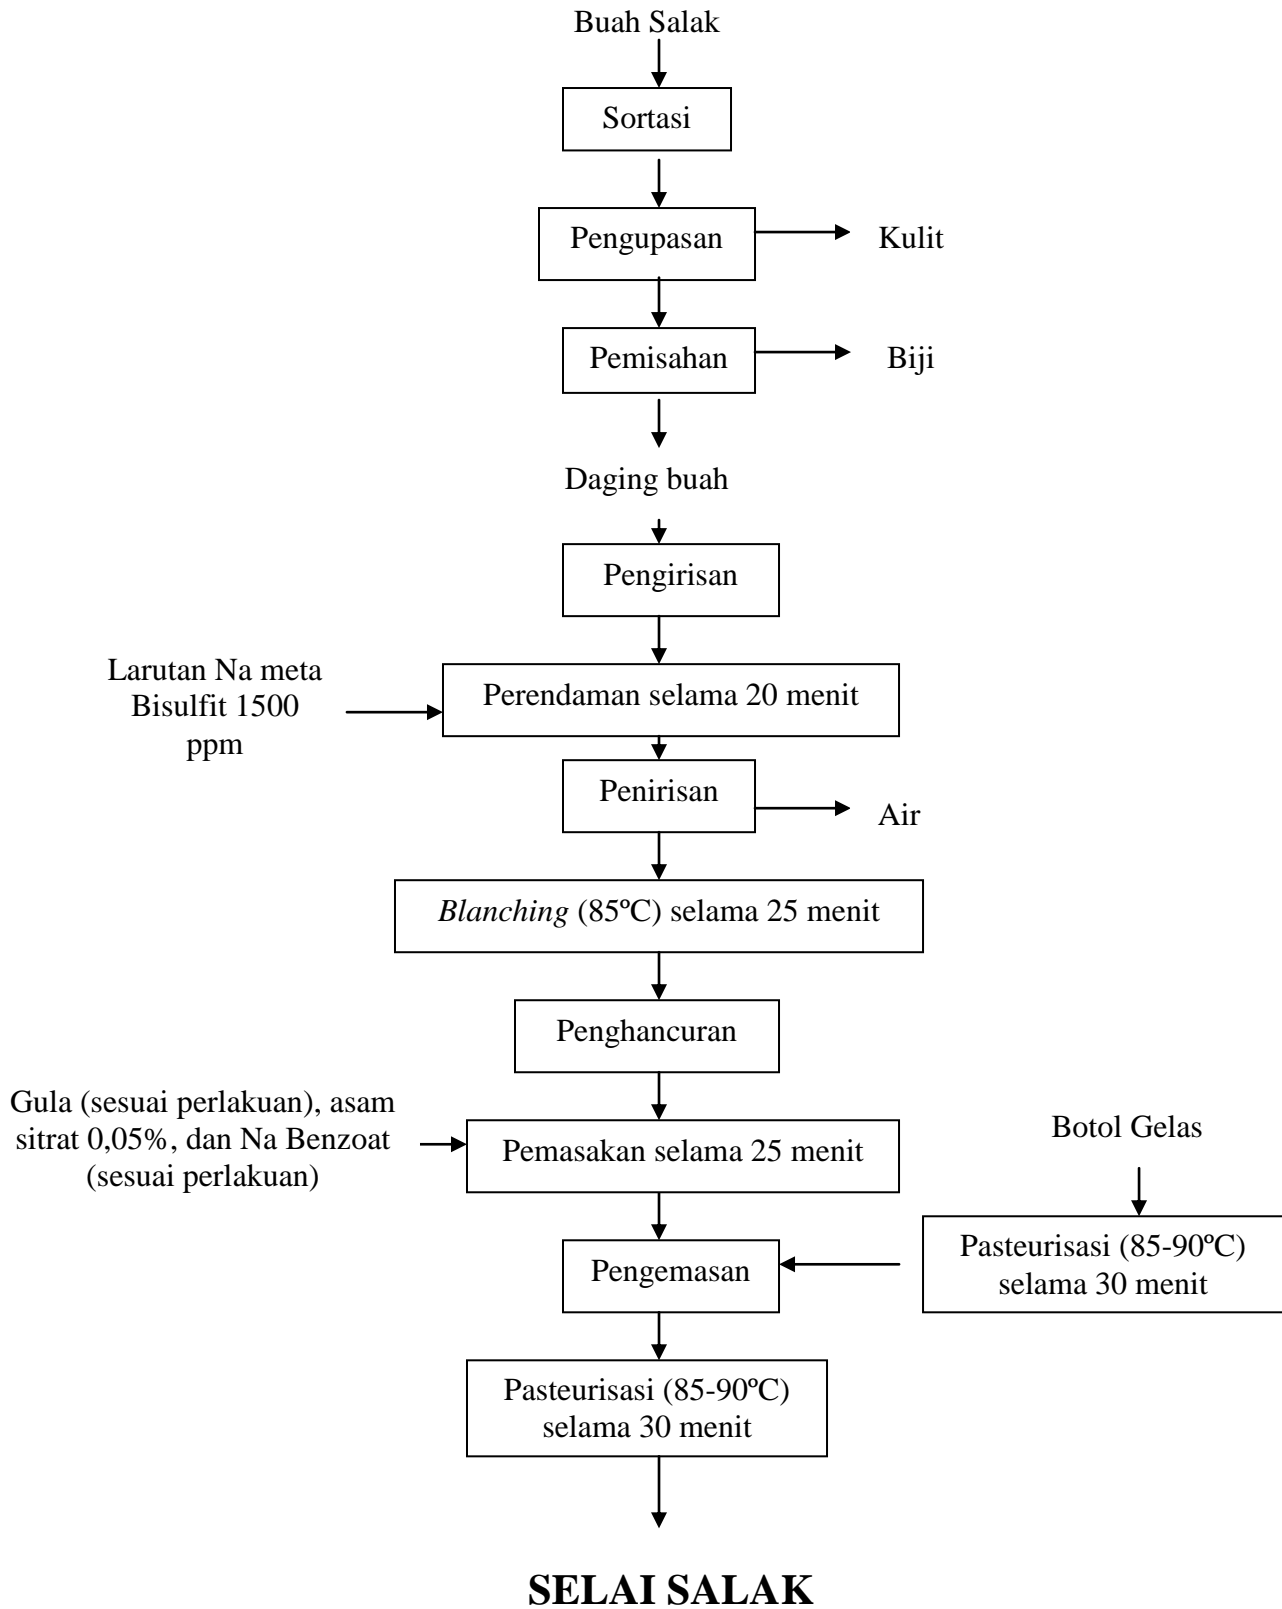 Buah Salak
Sortasi
Pengupasan
Kulit
Pemisahan
Biji
Daging buah
Pengirisan
Larutan Na meta
Bisulfit 1500
ppm
Perendaman selama 20 menit
Penirisan
Air
Blanching (85ºC) selama 25 menit
Penghancuran
Gula (sesuai perlakuan), asam
sitrat 0,05%, dan Na Benzoat
(sesuai perlakuan)
Pemasakan selama 25 menit
Botol Gelas
Pasteurisasi (85-90ºC)
selama 30 menit
Pengemasan
Pasteurisasi (85-90ºC)
selama 30 menit
SELAI SALAK